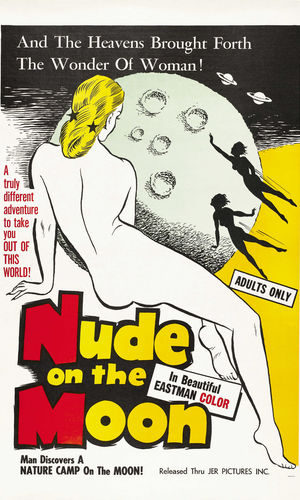 And The Heavens Brought Forth
The Wonder Of Woman!
A
truly
different
adventure
to take
you
OUT OF
THIS
WORLD!
ADULTS ONLY
Nude
on the
Moon
In Beautiful
EASTMAN COLOR
Man Discovers A
NATURE CAMP On The MOON!
Released Thru JER PICTURES INC.